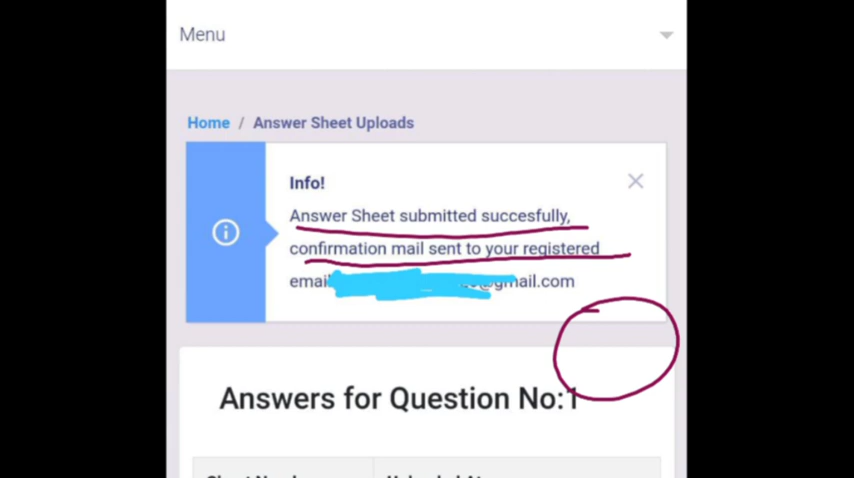 Menu
Home / Answer Sheet Uploads
Info!
Answer Sheet submitted succesfully,
confirmation mail sent to your registered
email @gmail.com
Answers for Question No:1